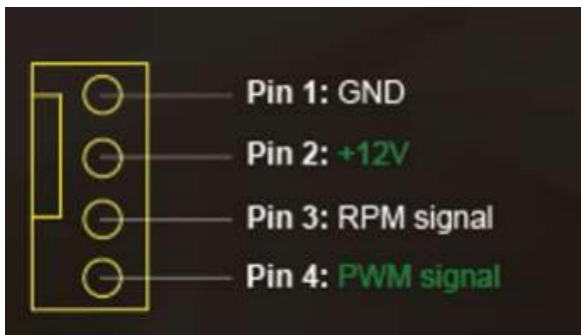 Pin 1: GND
Pin 2: +12V
Pin 3: RPM signal
Pin 4: PWM signal